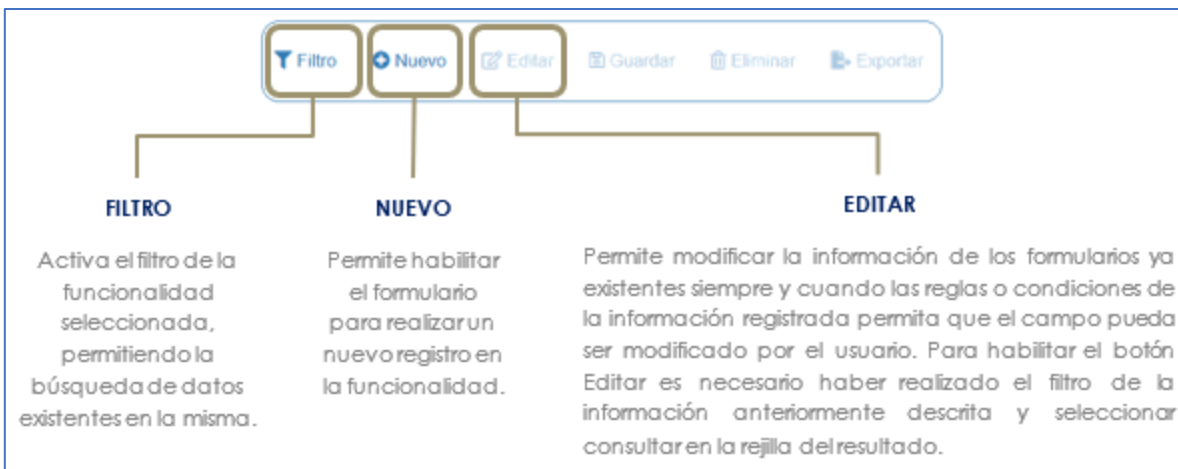 Filtro Nuevo Editar Guardar Eliminar Exportar
FILTRO
Activa el filtro de la
funcionalidad
seleccionada,
permitiendo la
búsqueda de datos
existentes en la misma.
NUEVO
Permite habilitar
el formulario
para realizar un
nuevo registro en
la funcionalidad.
EDITAR
Permite modificar la información de los formularios ya
existentes siempre y cuando las reglas o condiciones de
la información registrada permita que el campo pueda
ser modificado por el usuario. Para habilitar el botón
Editar es necesario haber realizado el filtro de la
información anteriormente descrita y seleccionar
consultar en la rejilla del resultado.